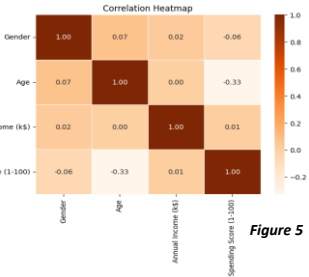 Correlation Heatmap
1.0
Gender 1.00 0.07 0.02 -0.06
0.8
Age 0.07 1.00 0.00 -0.33
0.6
0.4
ome (k$) 0.02 0.00 1.00 0.01
0.2
0.0
(1-100) -0.06 -0.33 0.01 1.00
-0.2
Gender
Age
Annual Income (k$)
Spending Score (1-100)
Figure 5